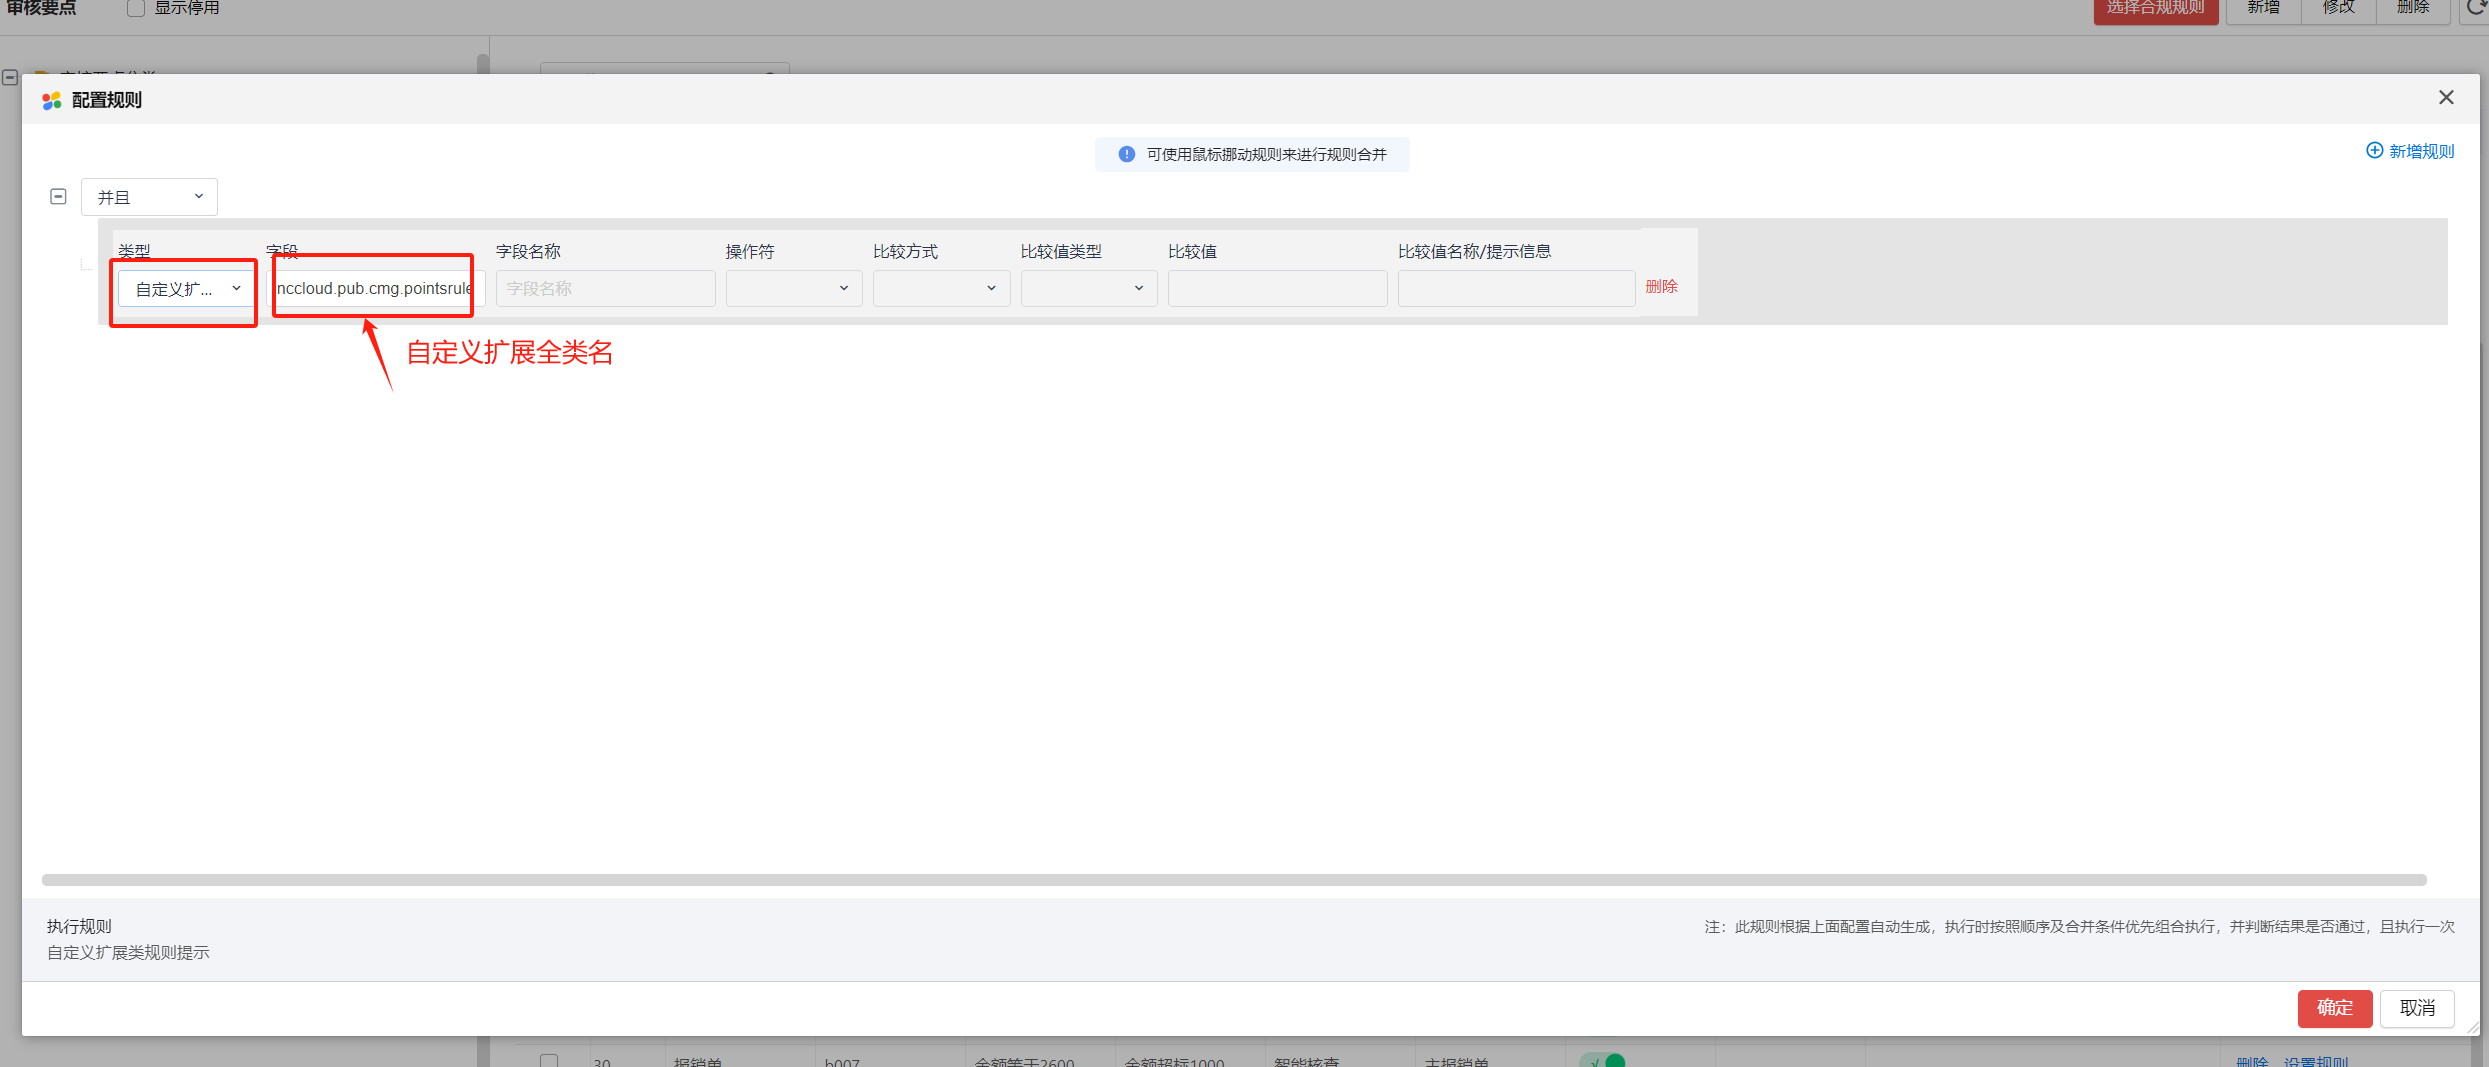 审核要点
显示停用
选择合规规则
新增
修改
删除
配置规则
可使用鼠标挪动规则来进行规则合并
新增规则
并且
类型
字段
字段名称
操作符
比较方式
比较值类型
比较值
比较值名称/提示信息
自定义扩...
nccloud.pub.cmg.pointsrule
字段名称
删除
自定义扩展全类名
执行规则
自定义扩展类规则提示
注：此规则根据上面配置自动生成，执行时按照顺序及合并条件优先组合执行，并判断结果是否通过，且执行一次
确定
取消
30
报销单
b007
金额等于2600
金额超标1000
智能核查
主报销单
删除
设置规则